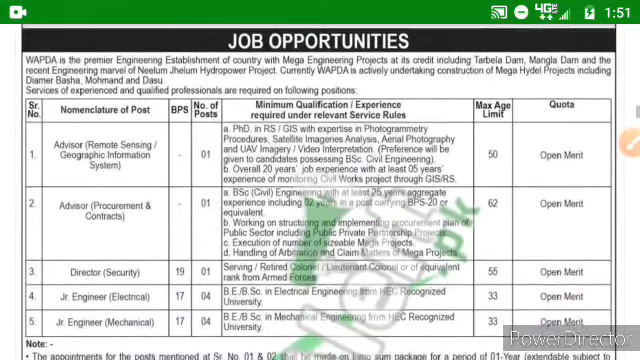 4G
1:51
JOB OPPORTUNITIES
WAPDA is the premier Engineering Establishment of country with Mega Engineering Projects at its credit including Tarbela Dam, Mangla Dam and the
recent Engineering marvel of Neelum Jhelum Hydropower Project. Currently WAPDA is actively undertaking construction of Mega Hydel Projects including
Diamer Basha, Mohmand and Dasu.
Services of experienced and qualified professionals are required on following positions:
Sr. No. Nomenclature of Post BPS No. of Posts Minimum Qualification / Experience required under relevant Service Rules Max Age Limit Quota
1. Advisor (Remote Sensing / Geographic Information System) - 01
a. PhD. in RS / GIS with expertise in Photogrammetry
Procedures, Satellite Imageries Analysis, Aerial Photography
and UAV Imagery / Video Interpretation. (Preference will be
given to candidates possessing BSc. Civil Engineering).
b. Overall 20 years' job experience with at least 05 years'
experience of monitoring Civil Works project through GIS/RS.
50 Open Merit
2. Advisor (Procurement & Contracts) - 01
a. BSc (Civil) Engineering with at least 25 years aggregate
experience including 02 years in a post carrying BPS-20 or
equivalent.
b. Working on structuring and implementing procurement plan of
Public Sector including Public Private Partnership Projects.
c. Execution of number of sizeable Mega Projects.
d. Handling of Arbitration and Claim Matters of Mega Projects.
62 Open Merit
3. Director (Security) 19 01
Serving / Retired Colonel / Lieutenant Colonel or of equivalent
rank from Armed Forces.
55 Open Merit
4. Jr. Engineer (Electrical) 17 04
B.E./B.Sc. in Electrical Engineering from HEC Recognized
University.
33 Open Merit
5. Jr. Engineer (Mechanical) 17 04
B.E./B.Sc. in Mechanical Engineering from HEC Recognized
University.
33 Open Merit
PowerDirector
Note: -
• The appointments for the posts mentioned at Sr. No. 01 & 02 shall be made on lump sum package for a period of 01-Year (extendable subject to